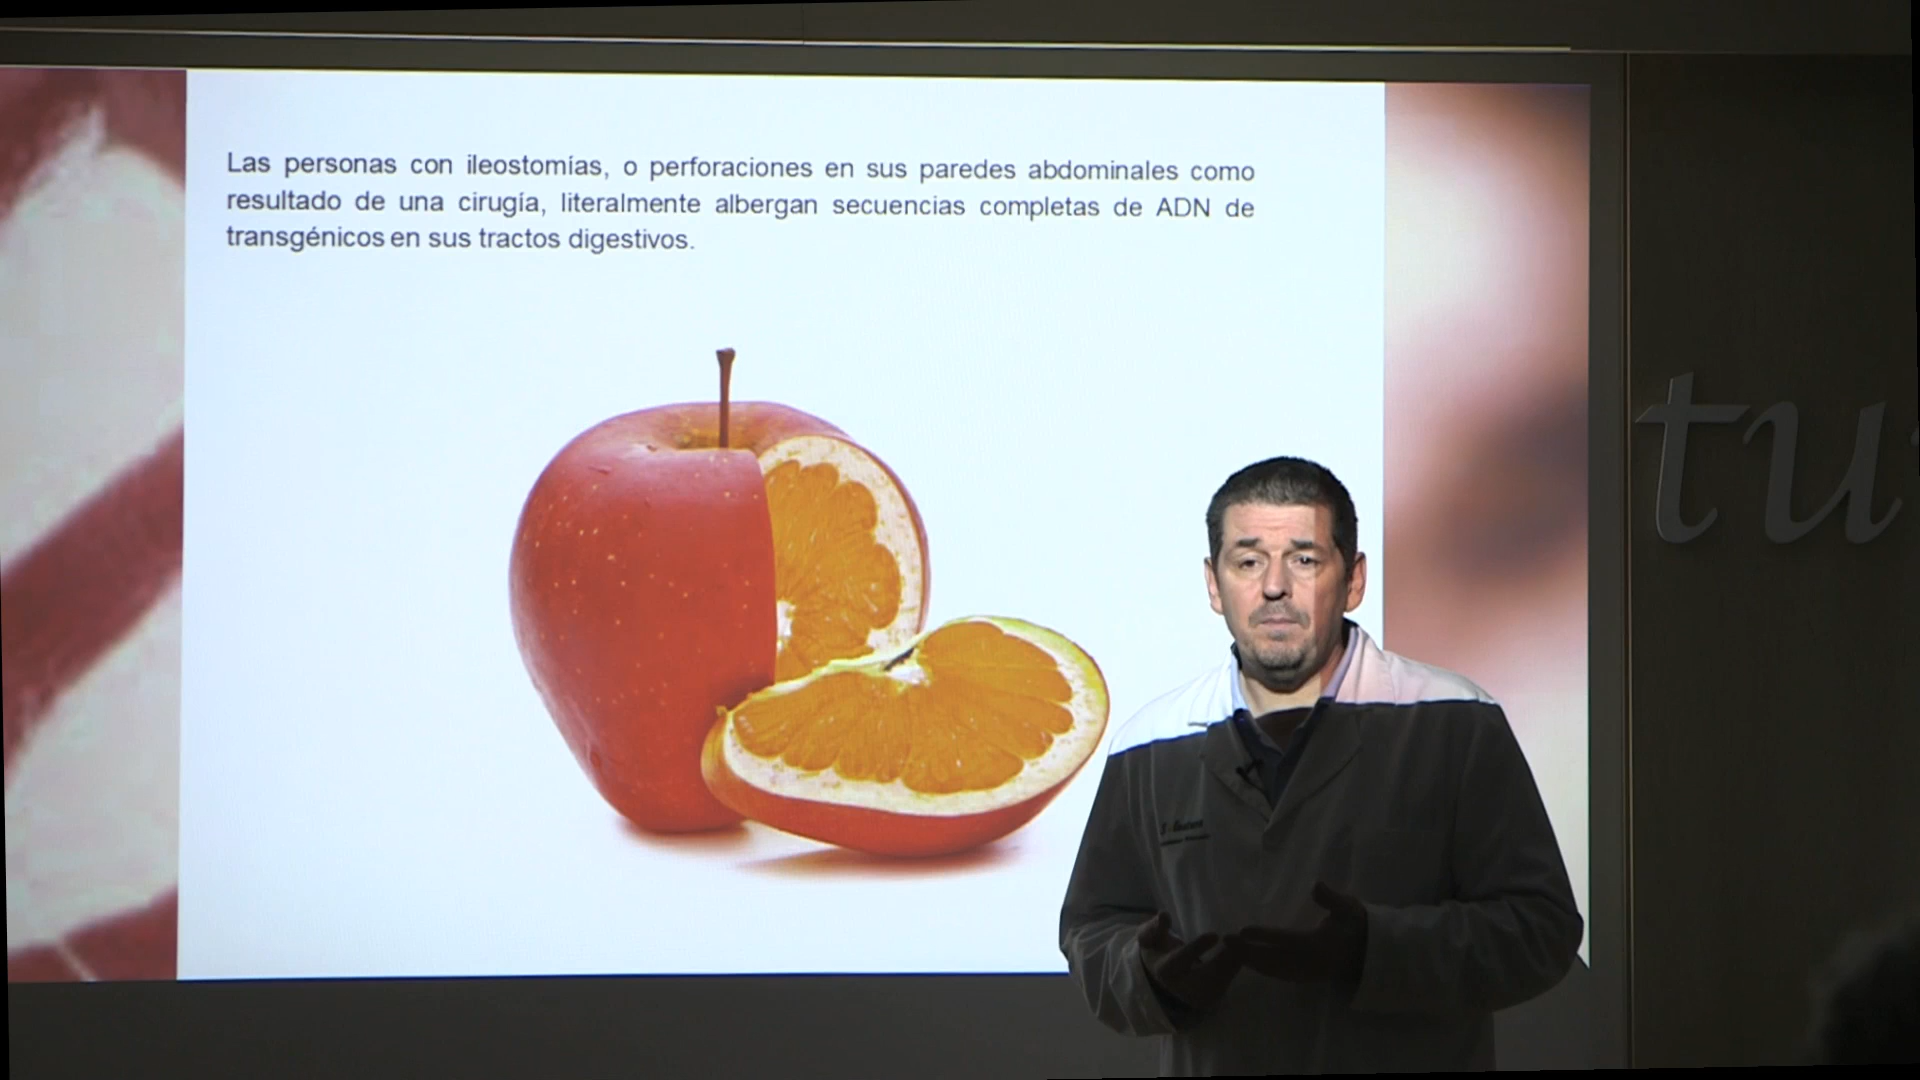 Las personas con ileostomías, o perforaciones en sus paredes abdominales como
resultado de una cirugía, literalmente albergan secuencias completas de ADN de
transgénicos en sus tractos digestivos.
tu